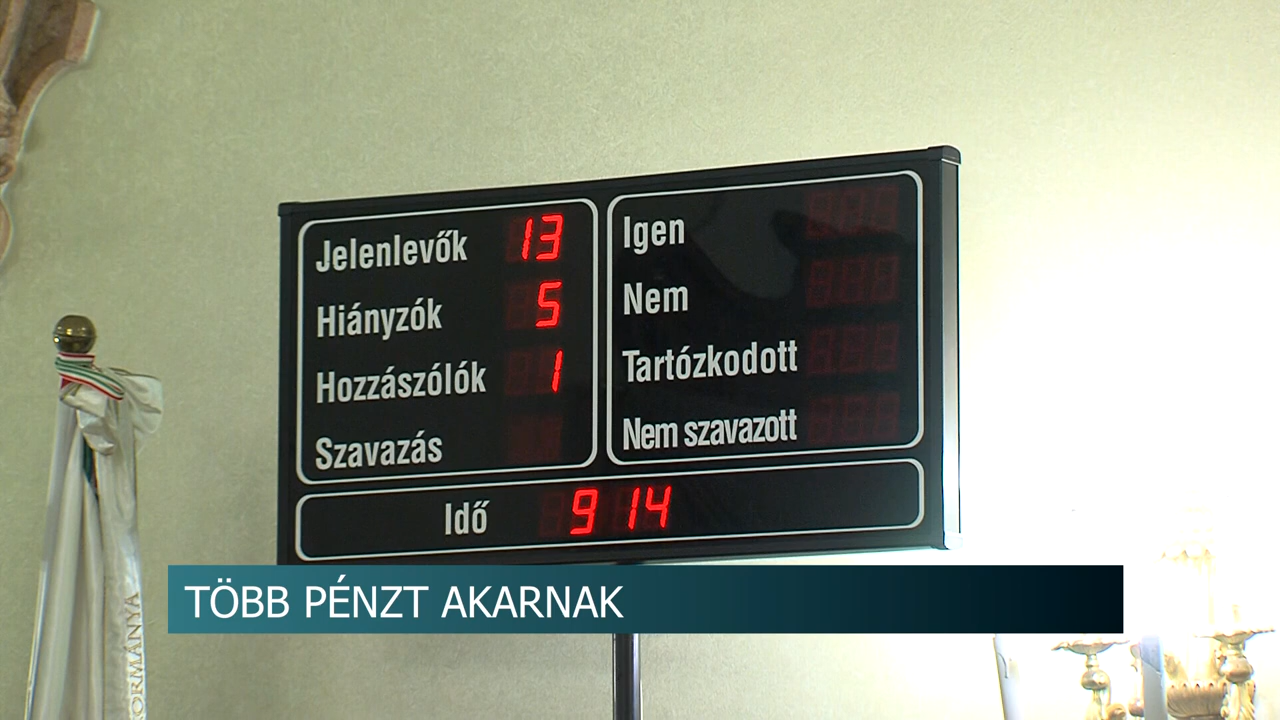 Jelenlevők 13
Hiányzók 5
Hozzászólók 1
Szavazás
Igen
Nem
Tartózkodott
Nem szavazott
Idő 9 14
TÖBB PÉNZT AKARNAK